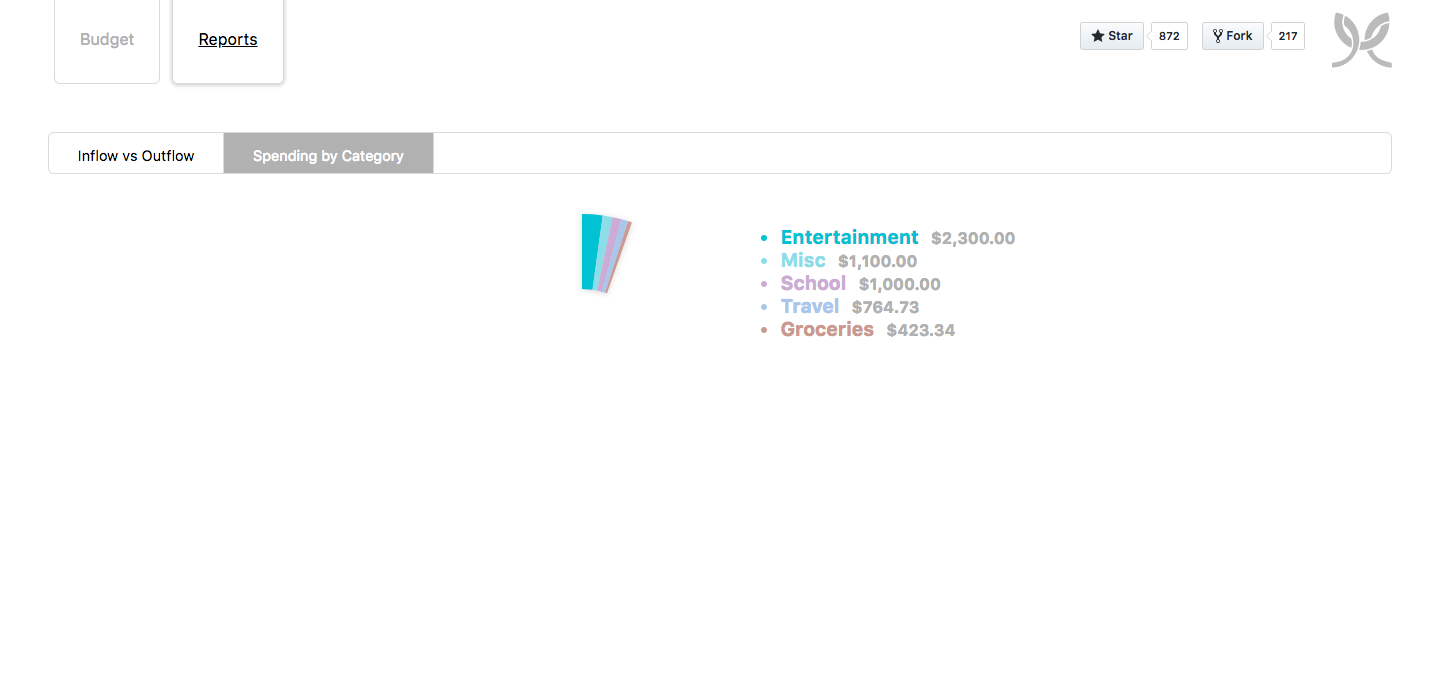 Budget
Reports
Star 872
Fork 217
Inflow vs Outflow
Spending by Category
Entertainment $2,300.00
Misc $1,100.00
School $1,000.00
Travel $764.73
Groceries $423.34